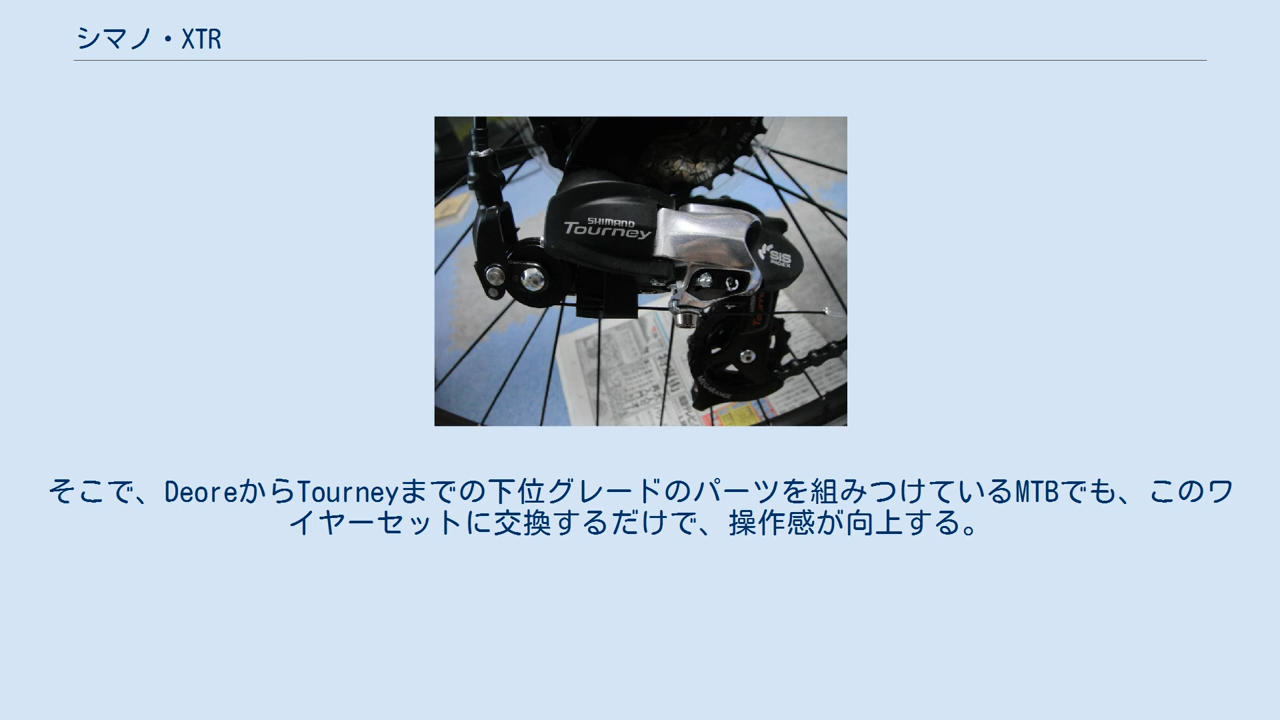 シマノ・XTR
SHIMANO
Tourney
SIS
INDEX
そこで、DeoreからTourneyまでの下位グレードのパーツを組みつけているMTBでも、このワ
イヤーセットに交換するだけで、操作感が向上する。